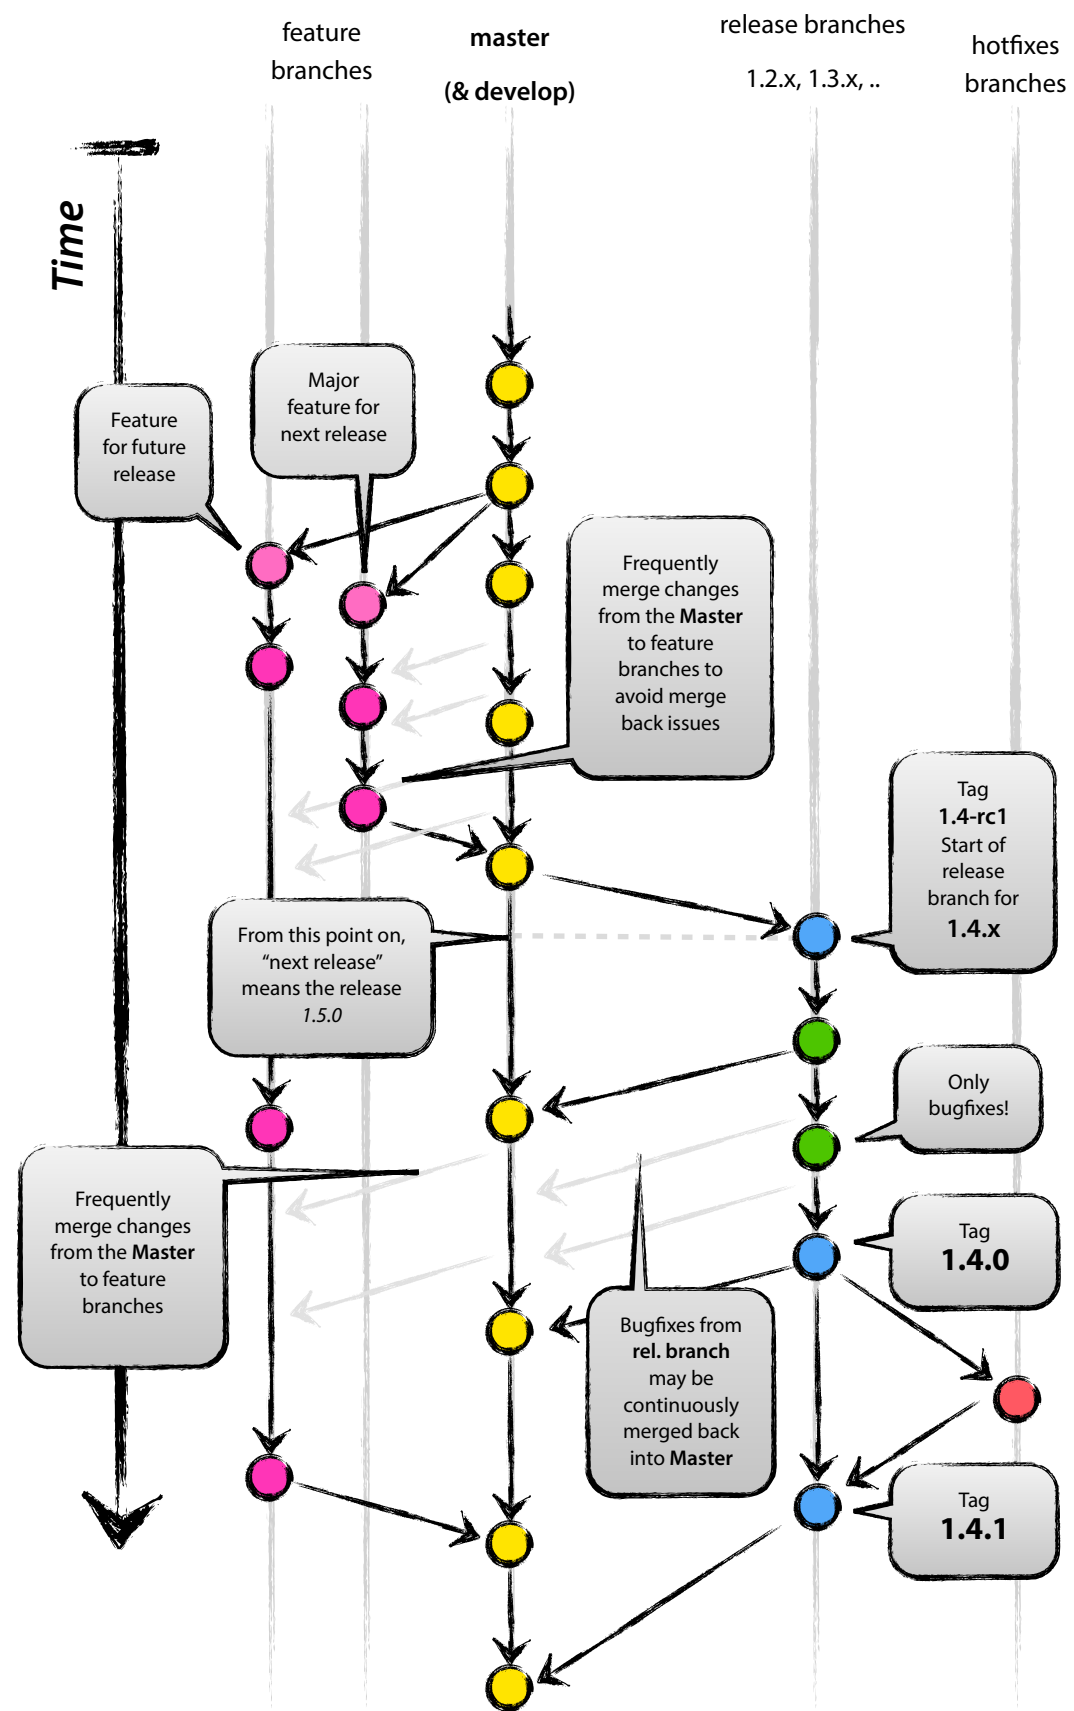 feature
branches
master
(& develop)
release branches
1.2.x, 1.3.x, ..
hotfixes
branches
Time
Major
feature for
next release
Feature
for future
release
Frequently
merge changes
from the Master
to feature
branches to
avoid merge
back issues
Tag
1.4-rc1
Start of
release
branch for
1.4.x
From this point on,
“next release”
means the release
1.5.0
Only
bugfixes!
Frequently
merge changes
from the Master
to feature
branches
Tag
1.4.0
Bugfixes from
rel. branch
may be
continuously
merged back
into Master
Tag
1.4.1